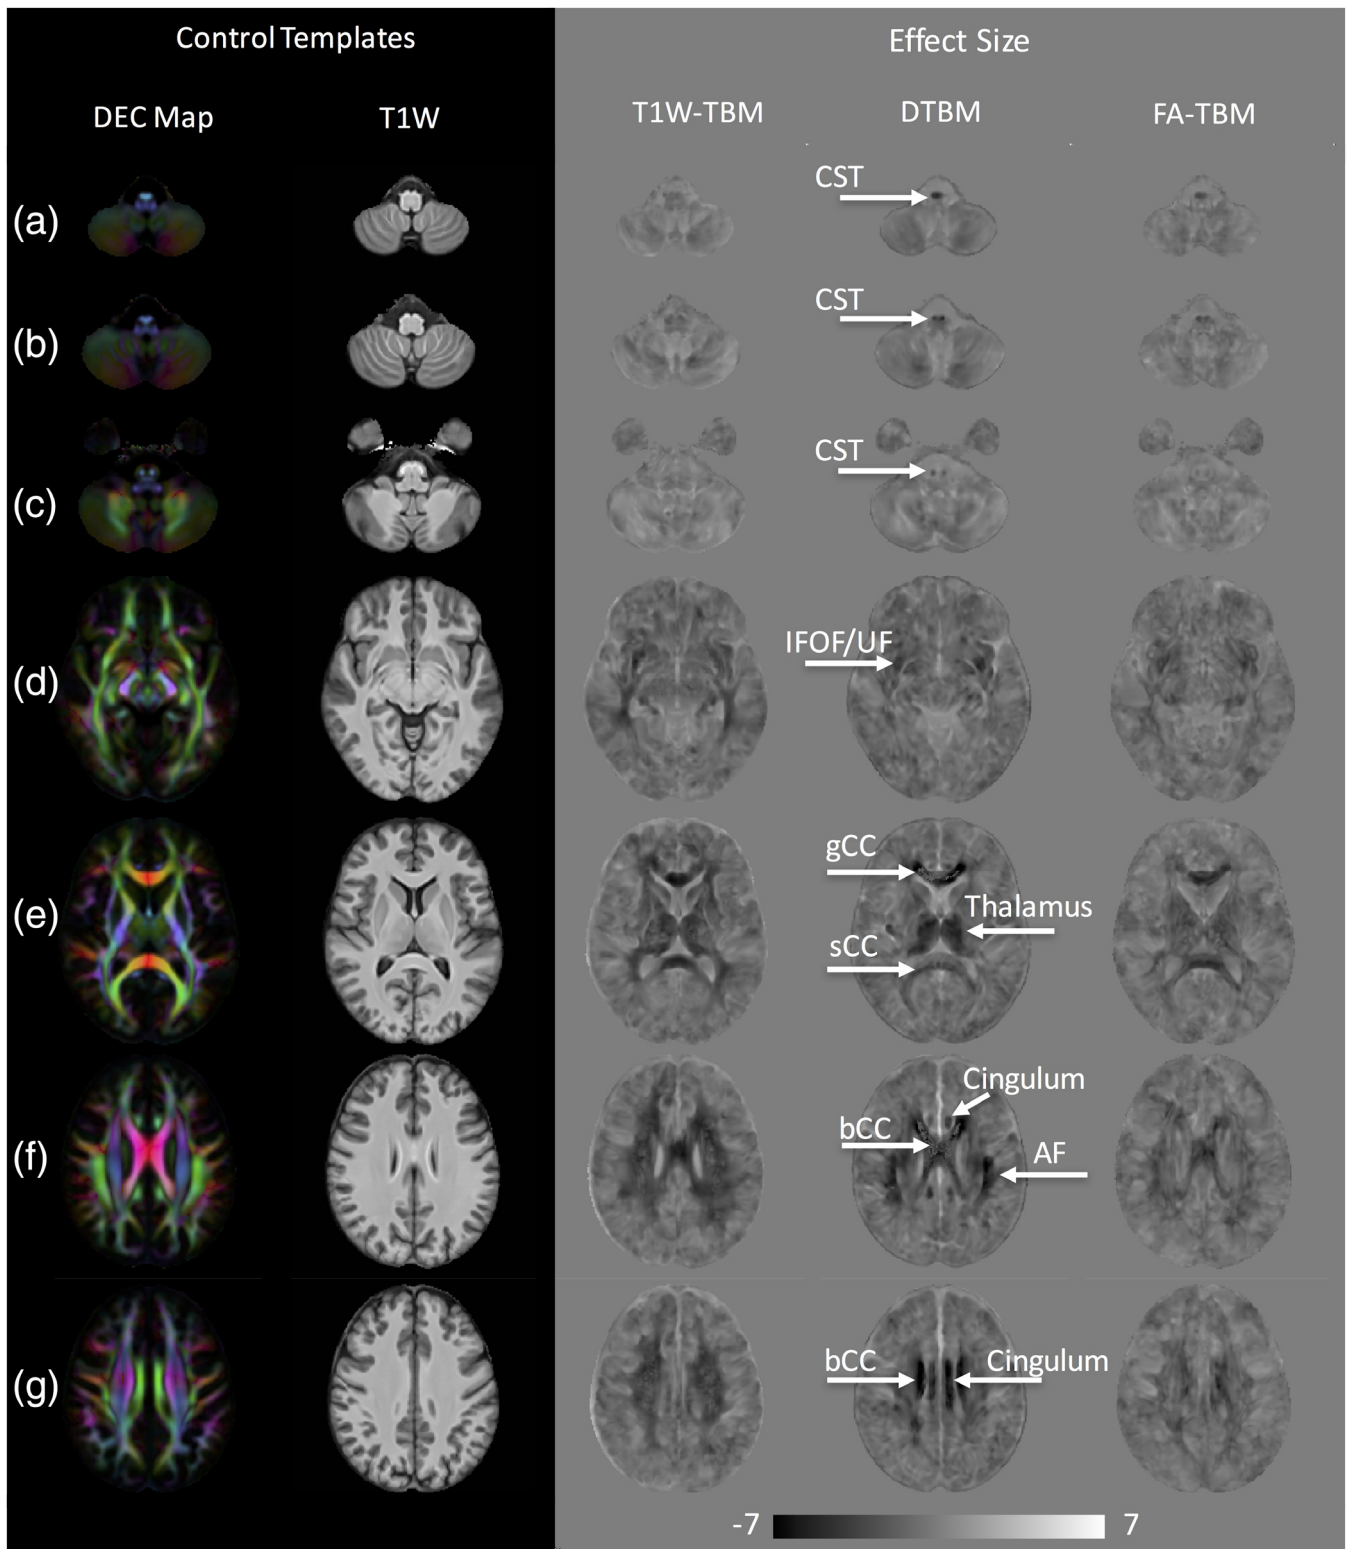 Control Templates
Effect Size
DEC Map
T1W
T1W-TBM
DTBM
FA-TBM
(a)
CST
(b)
CST
(c)
CST
(d)
IFOF/UF
(e)
gCC
Thalamus
sCC
(f)
Cingulum
bCC
AF
(g)
bCC
Cingulum
-7
7